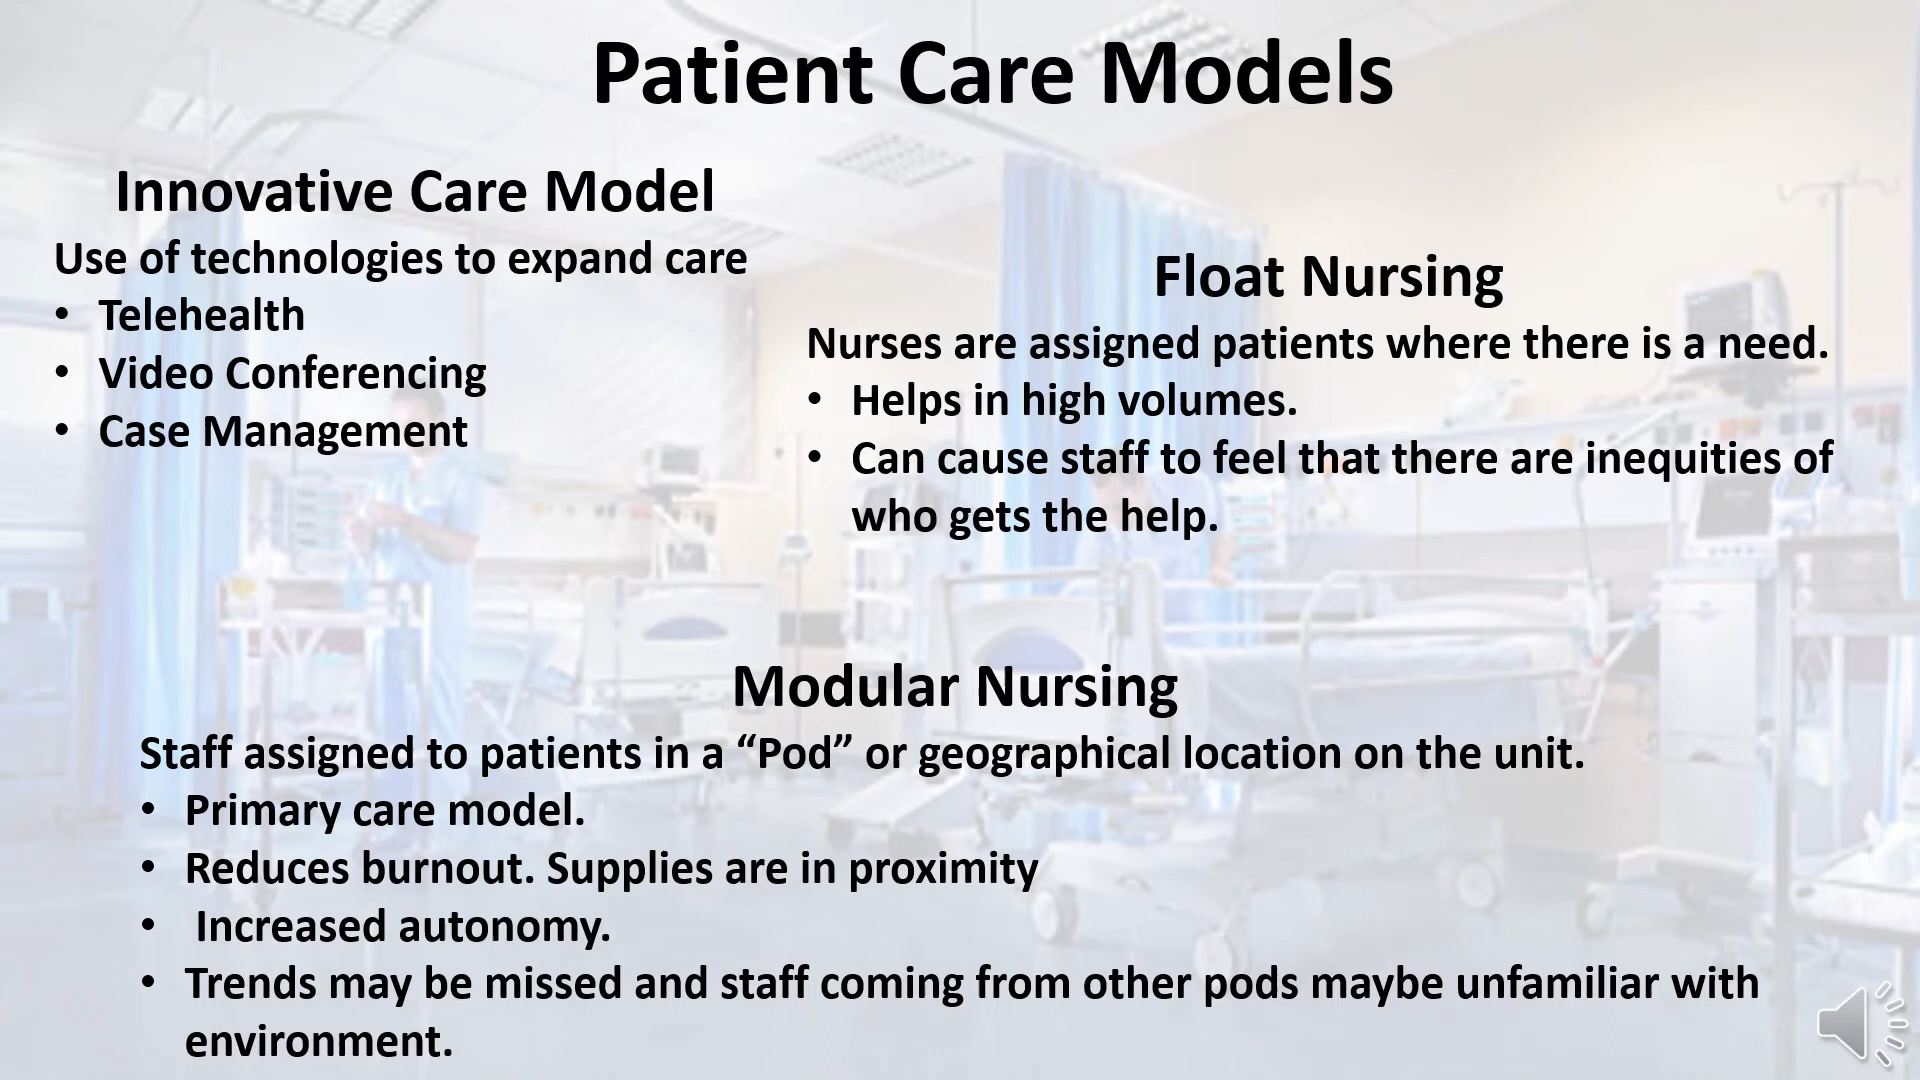 Patient Care Models
Innovative Care Model
Use of technologies to expand care
• Telehealth
• Video Conferencing
• Case Management
Float Nursing
Nurses are assigned patients where there is a need.
• Helps in high volumes.
• Can cause staff to feel that there are inequities of
who gets the help.
Modular Nursing
Staff assigned to patients in a “Pod” or geographical location on the unit.
• Primary care model.
• Reduces burnout. Supplies are in proximity
• Increased autonomy.
• Trends may be missed and staff coming from other pods maybe unfamiliar with
environment.